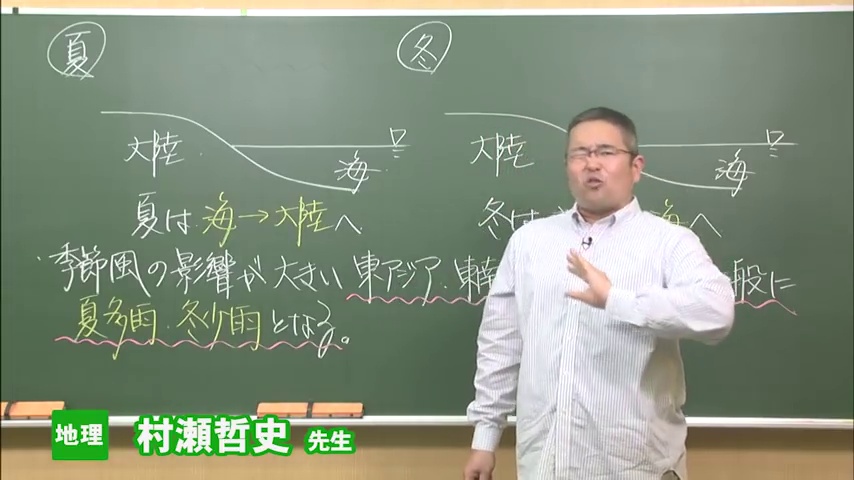 夏
冬
大陸
海
大陸
海
夏は 海→大陸へ
冬は 海へ
・季節風の影響が大きい 東アジア・東南 般に
夏多雨・冬少雨となる。
地理 村瀬哲史 先生